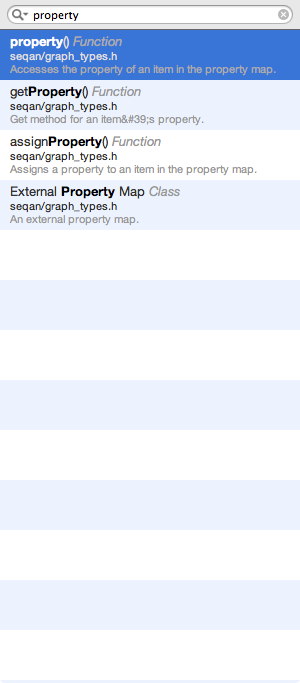 property
property() Function
seqan/graph_types.h
Accesses the property of an item in the property map.
getProperty() Function
seqan/graph_types.h
Get method for an item&#39;s property.
assignProperty() Function
seqan/graph_types.h
Assigns a property to an item in the property map.
External Property Map Class
seqan/graph_types.h
An external property map.